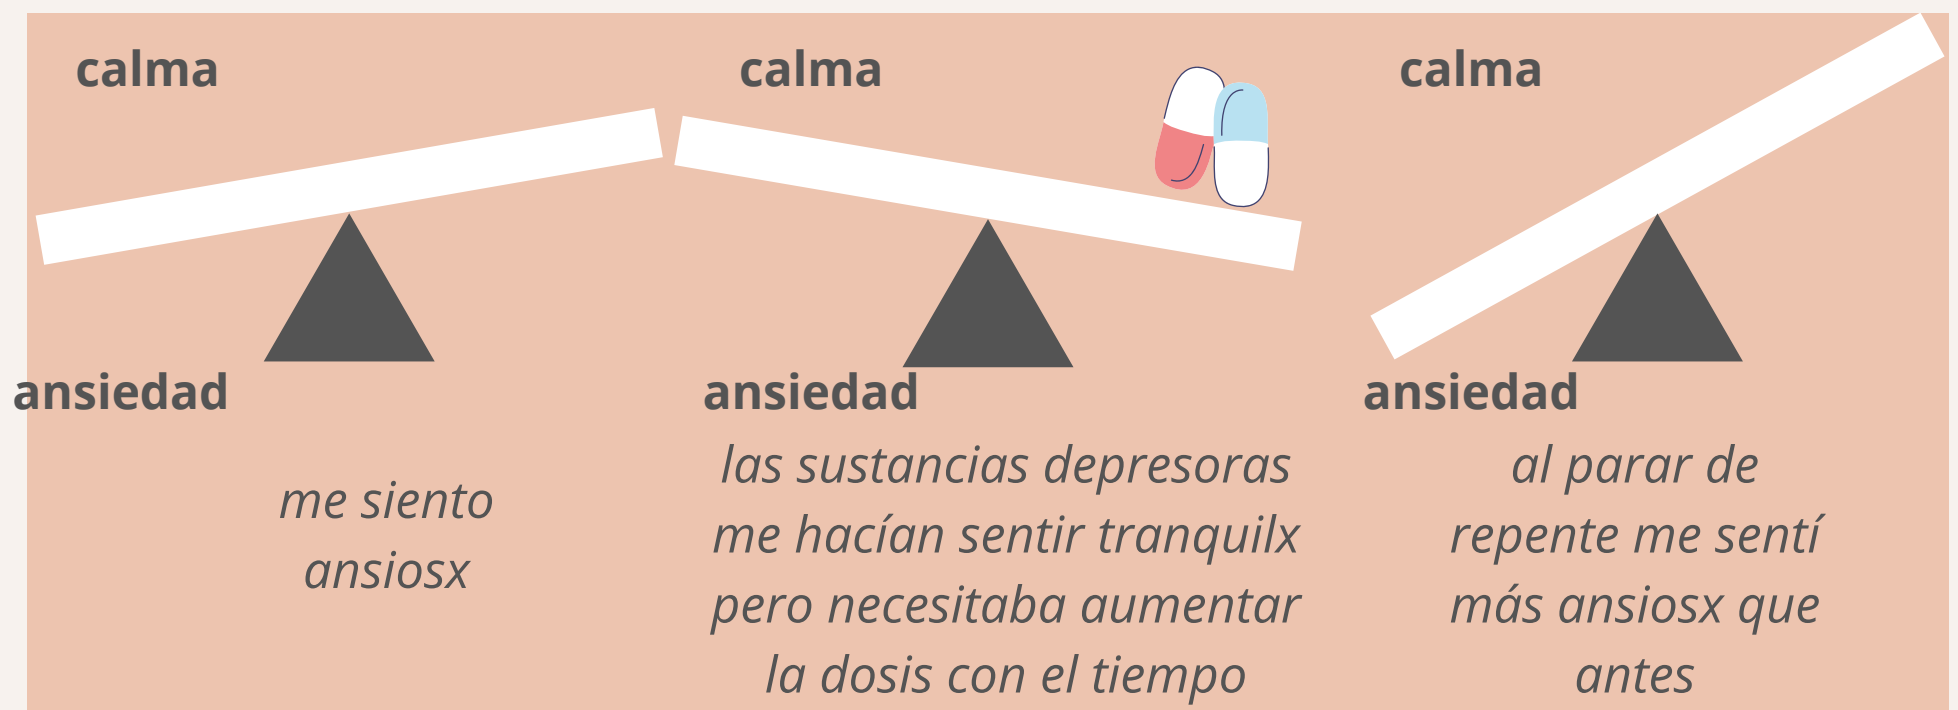 calma
ansiedad
me siento
ansiosx
calma
ansiedad
las sustancias depresoras
me hacían sentir tranquilx
pero necesitaba aumentar
la dosis con el tiempo
calma
ansiedad
al parar de
repente me sentí
más ansiosx que
antes